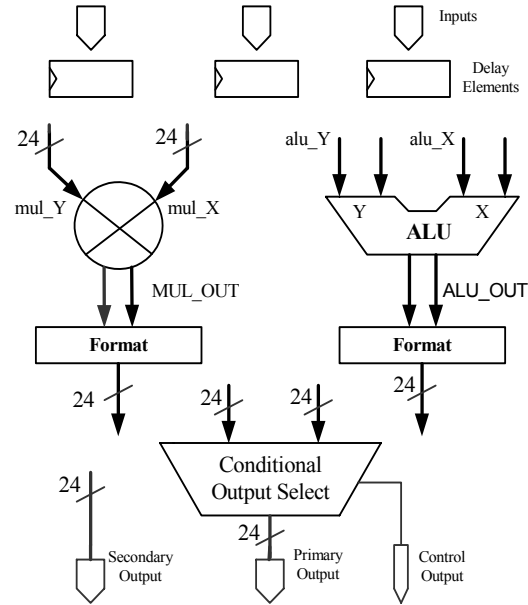 Inputs
Delay
Elements
24
24
alu_Y
alu_X
mul_Y
mul_X
Y
X
ALU
MUL_OUT
ALU_OUT
Format
Format
24
24
24
24
Conditional
Output Select
24
24
Secondary
Output
Primary
Output
Control
Output